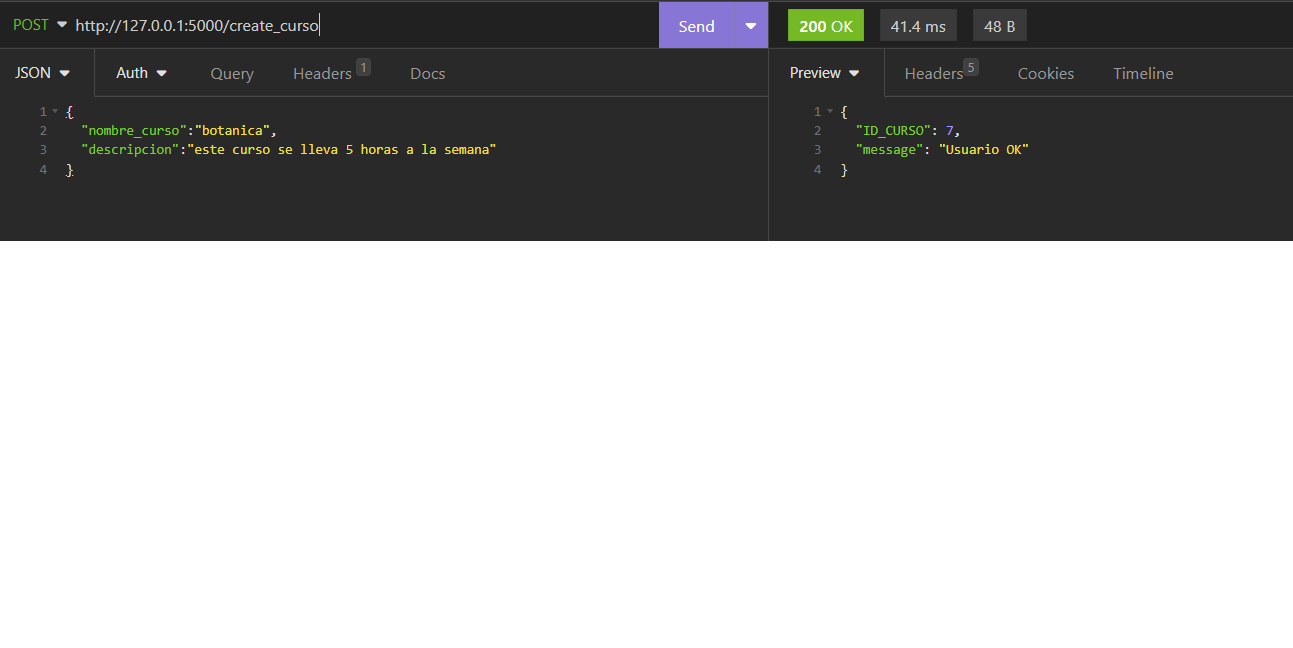 POST http://127.0.0.1:5000/create_curso Send 200 OK 41.4 ms 48 B
JSON Auth Query Headers 1 Docs Preview Headers 5 Cookies Timeline
1 {
2 "nombre_curso":"botanica",
3 "descripcion":"este curso se lleva 5 horas a la semana"
4 }
1 {
2 "ID_CURSO": 7,
3 "message": "Usuario OK"
4 }